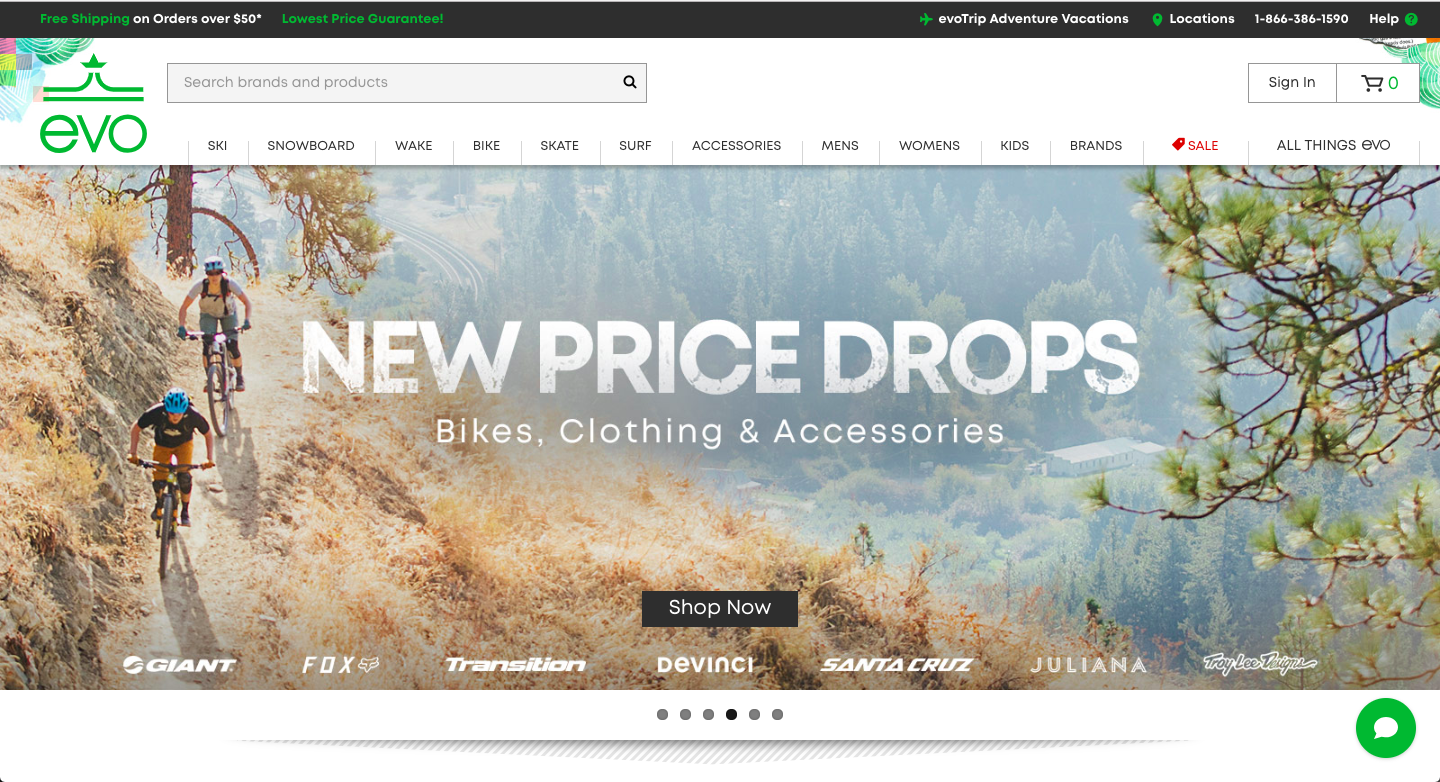 Free Shipping on Orders over $50* Lowest Price Guarantee! evoTrip Adventure Vacations Locations 1-866-386-1590 Help ?
evo
Search brands and products
Sign In
0
SKI SNOWBOARD WAKE BIKE SKATE SURF ACCESSORIES MENS WOMENS KIDS BRANDS SALE ALL THINGS evo
NEW PRICE DROPS
Bikes, Clothing & Accessories
Shop Now
GIANT FOX Transition DEVINCI SANTA CRUZ JULIANA Troy Lee Designs